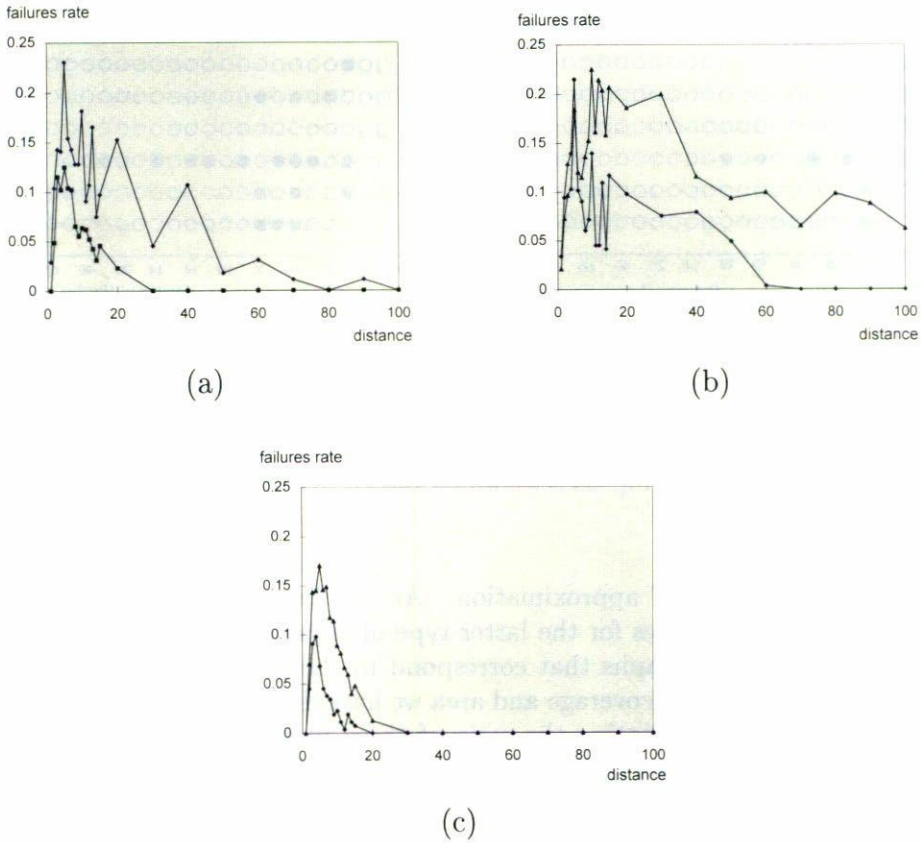 failures rate
0.25
0.2
0.15
0.1
0.05
0
0 20 40 60 80 100
distance
(a)
failures rate
0.25
0.2
0.15
0.1
0.05
0
0 20 40 60 80 100
distance
(b)
failures rate
0.25
0.2
0.15
0.1
0.05
0
0 20 40 60 80 100
distance
(c)
approximation
es for the latter type of
that correspond
coverage and area we